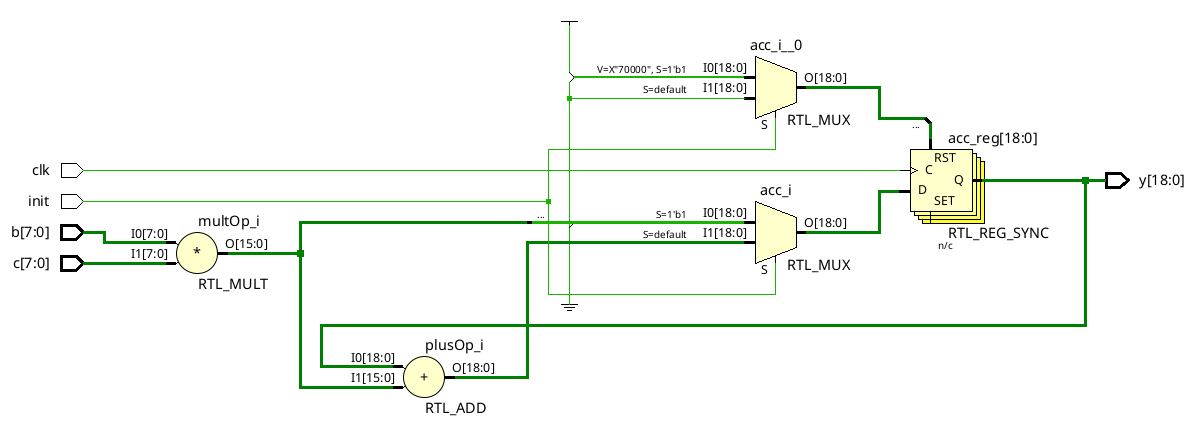 acc_i__0
V=X"70000", S=1'b1
I0[18:0]
O[18:0]
S=default
I1[18:0]
S
RTL_MUX
...
acc_reg[18:0]
RST
C
Q
D
SET
RTL_REG_SYNC
n/c
y[18:0]
clk
init
b[7:0]
c[7:0]
multOp_i
I0[7:0]
I1[7:0]
*
O[15:0]
RTL_MULT
acc_i
...
S=1'b1
I0[18:0]
S=default
I1[18:0]
O[18:0]
S
RTL_MUX
plusOp_i
I0[18:0]
I1[15:0]
+
O[18:0]
RTL_ADD